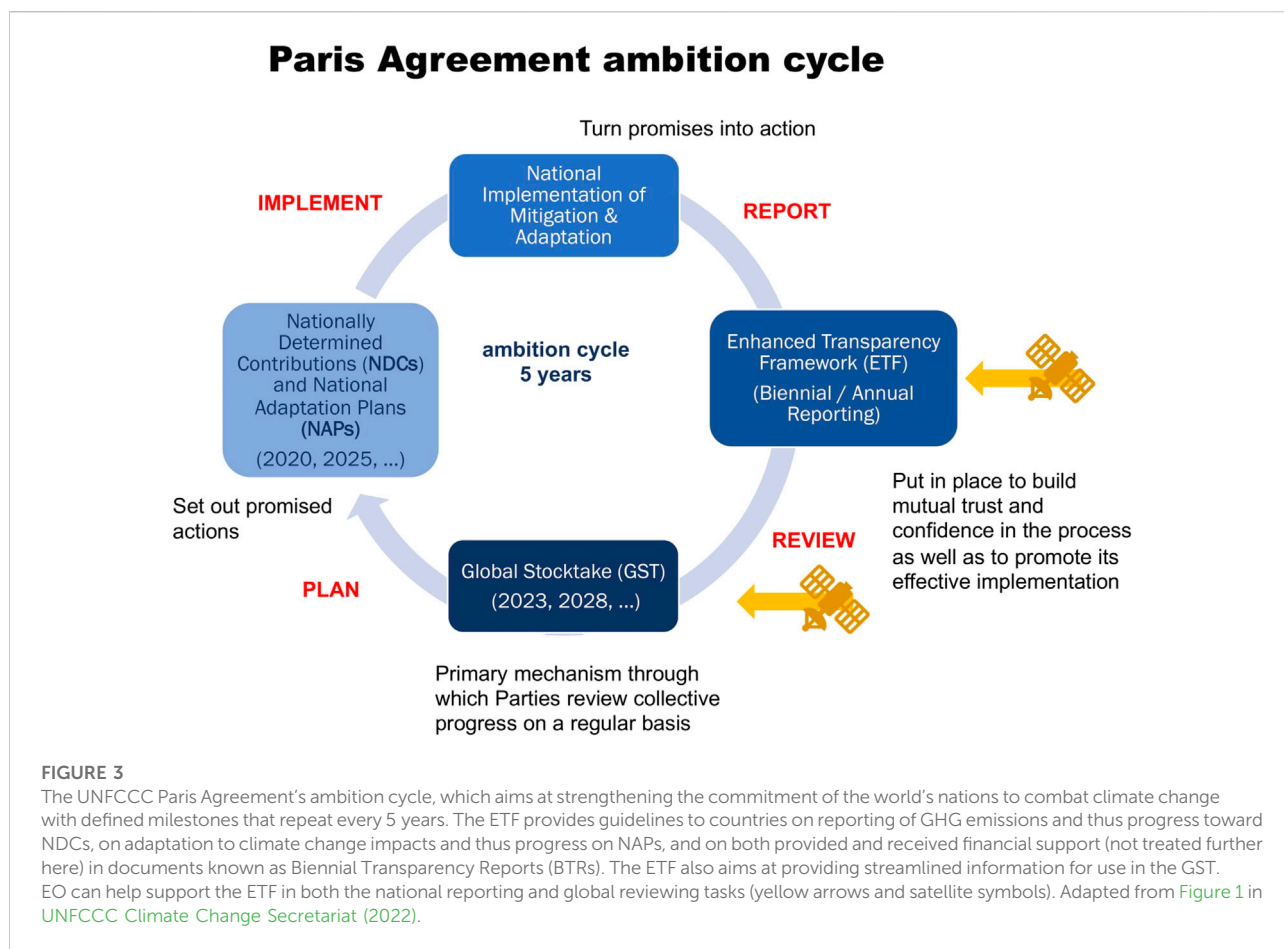 Paris Agreement ambition cycle
Turn promises into action
National
Implementation of
Mitigation &
Adaptation
IMPLEMENT
REPORT
Nationally
Determined
Contributions (NDCs)
and National
Adaptation Plans
(NAPs)
(2020, 2025, ...)
ambition cycle
5 years
Enhanced Transparency
Framework (ETF)
(Biennial / Annual
Reporting)
Set out promised
actions
Put in place to build
mutual trust and
confidence in the process
as well as to promote its
effective implementation
REVIEW
PLAN
Global Stocktake (GST)
(2023, 2028, ...)
Primary mechanism through
which Parties review collective
progress on a regular basis
FIGURE 3
The UNFCCC Paris Agreement's ambition cycle, which aims at strengthening the commitment of the world's nations to combat climate change
with defined milestones that repeat every 5 years. The ETF provides guidelines to countries on reporting of GHG emissions and thus progress toward
NDCs, on adaptation to climate change impacts and thus progress on NAPs, and on both provided and received financial support (not treated further
here) in documents known as Biennial Transparency Reports (BTRs). The ETF also aims at providing streamlined information for use in the GST.
EO can help support the ETF in both the national reporting and global reviewing tasks (yellow arrows and satellite symbols). Adapted from Figure 1 in
UNFCCC Climate Change Secretariat (2022).